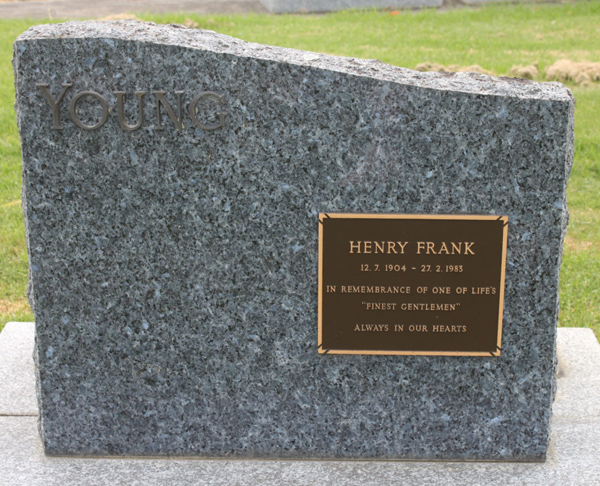 YOUNG
HENRY FRANK
12. 7. 1904 - 27. 2. 1983
IN REMEMBRANCE OF ONE OF LIFE'S
"FINEST GENTLEMEN"
ALWAYS IN OUR HEARTS